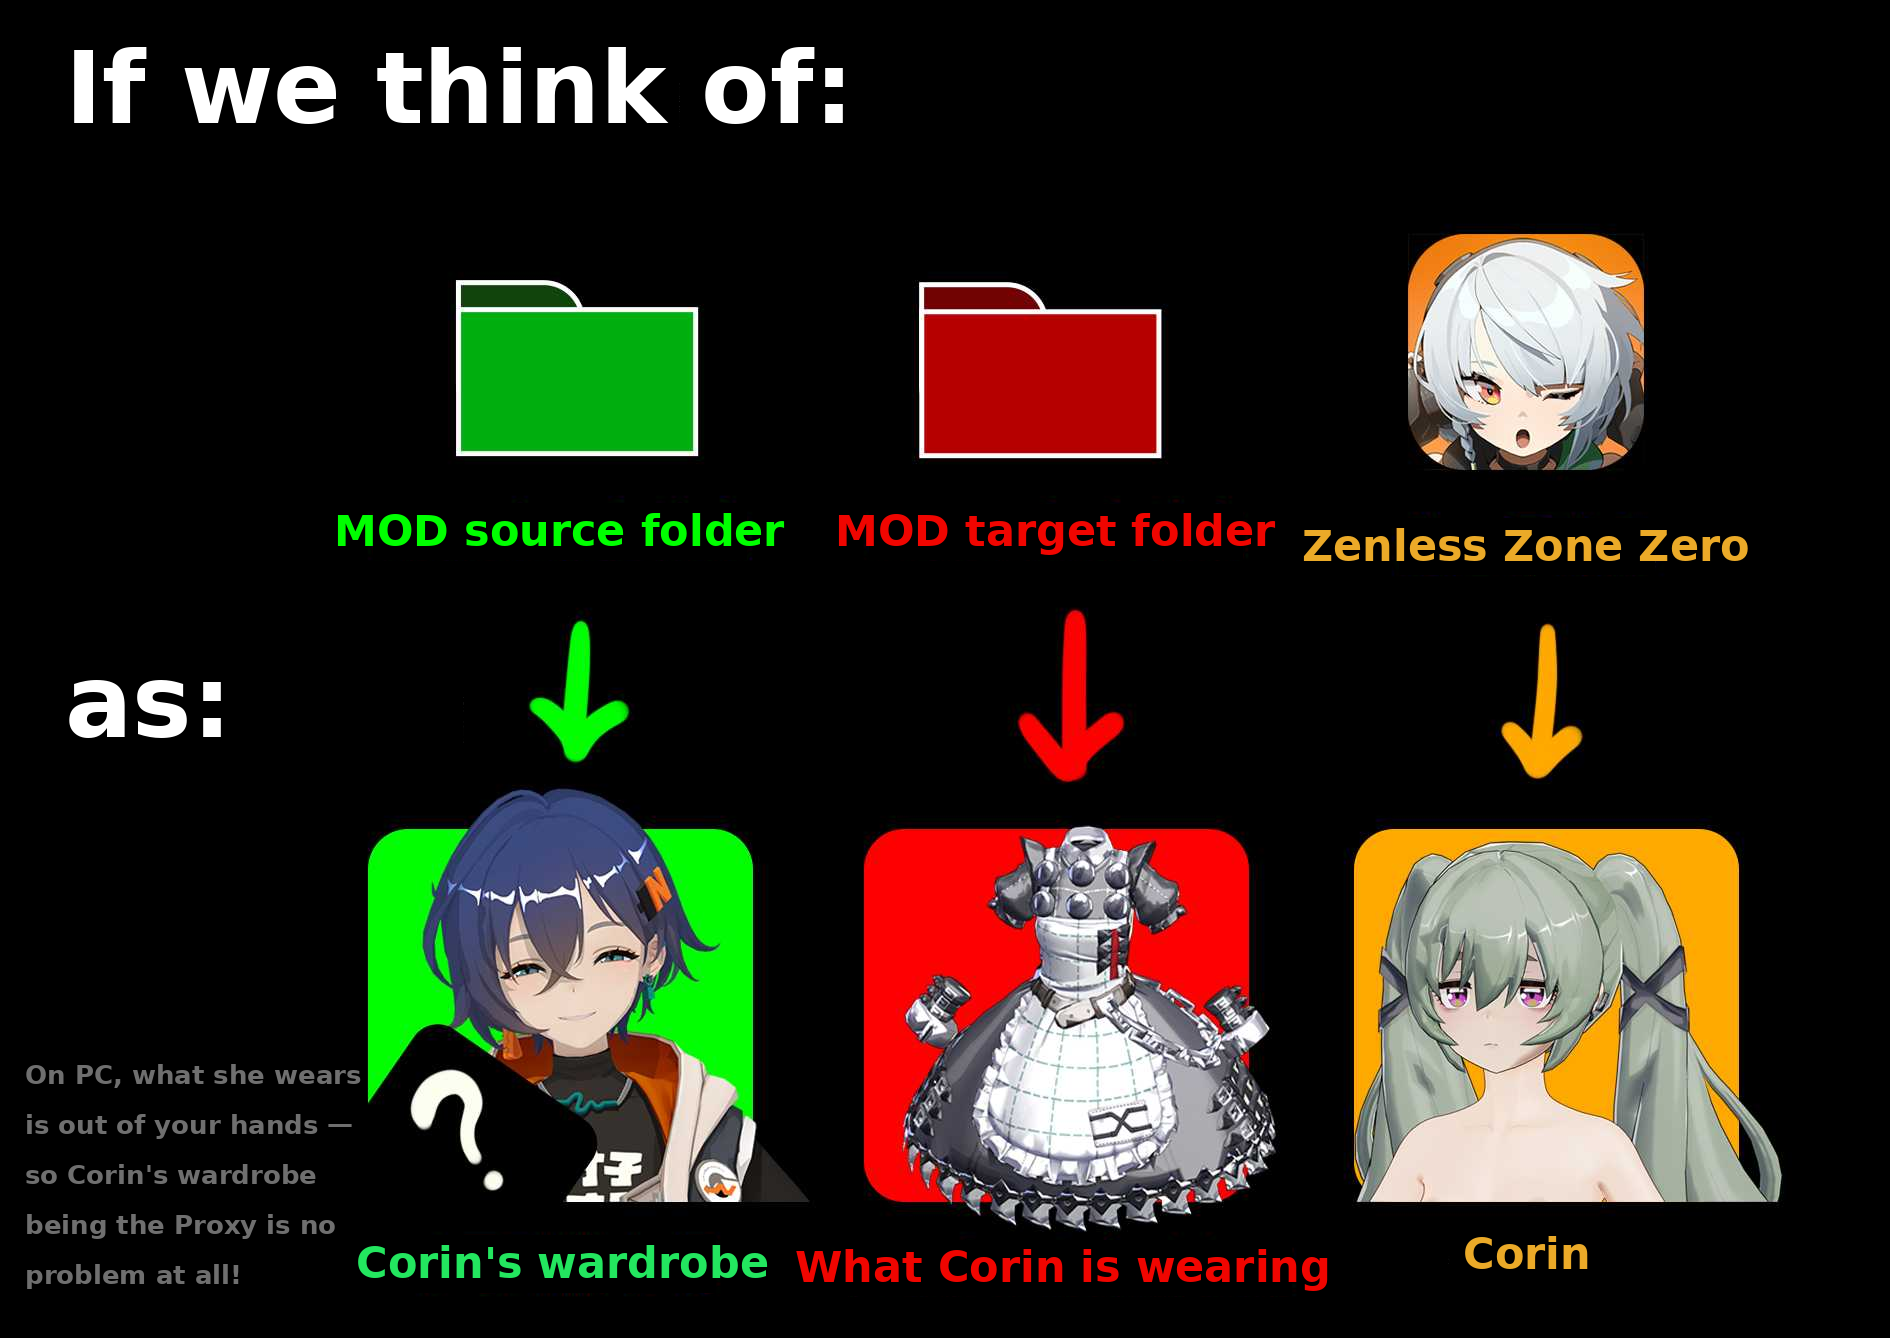 If we think of:
MOD source folder
MOD target folder
Zenless Zone Zero
as:
On PC, what she wears
is out of your hands —
so Corin's wardrobe
being the Proxy is no
problem at all!
?
Corin's wardrobe
What Corin is wearing
Corin